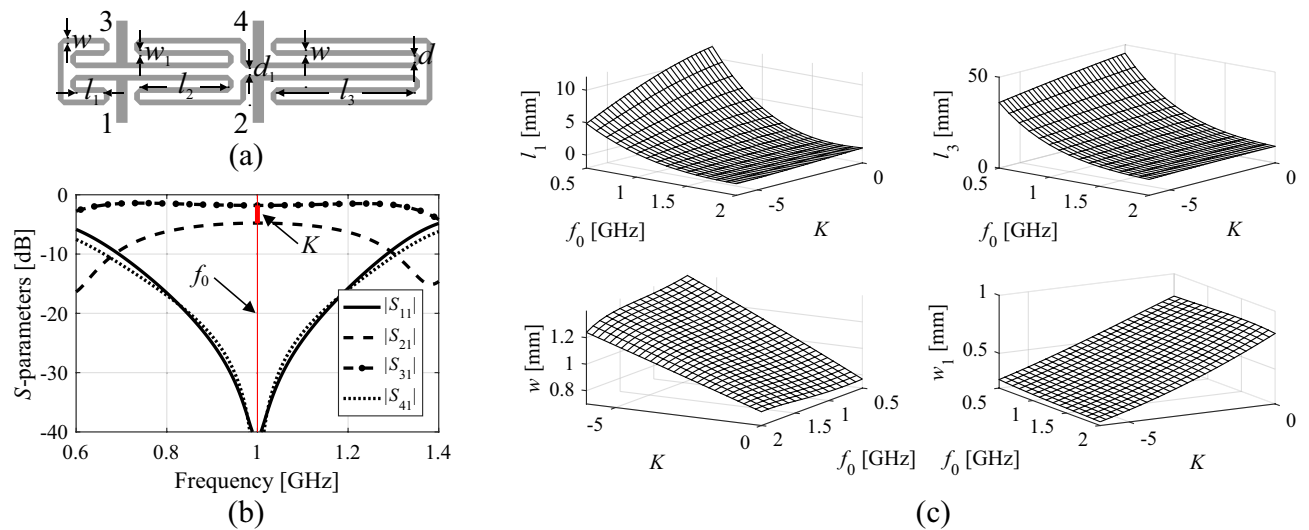 3 4
w w₁ w d
d₁
l₁ l₂ l₃
1 2
(a)
S-parameters [dB]
0
-10
-20
-30
-40
K
f₀
|S₁₁|
|S₂₁|
|S₃₁|
|S₄₁|
0.6 0.8 1 1.2 1.4
Frequency [GHz]
(b)
l₁ [mm]
10
5
0
0.5 1 1.5 2
-5 0
f₀ [GHz] K
l₃ [mm]
50
0
0.5 1 1.5 2
-5 0
f₀ [GHz] K
w [mm]
1.2
1
0.8
-5 0
2 1.5 1 0.5
K f₀ [GHz]
w₁ [mm]
1
0.5
0.5 1 1.5 2
-5 0
f₀ [GHz] K
(c)